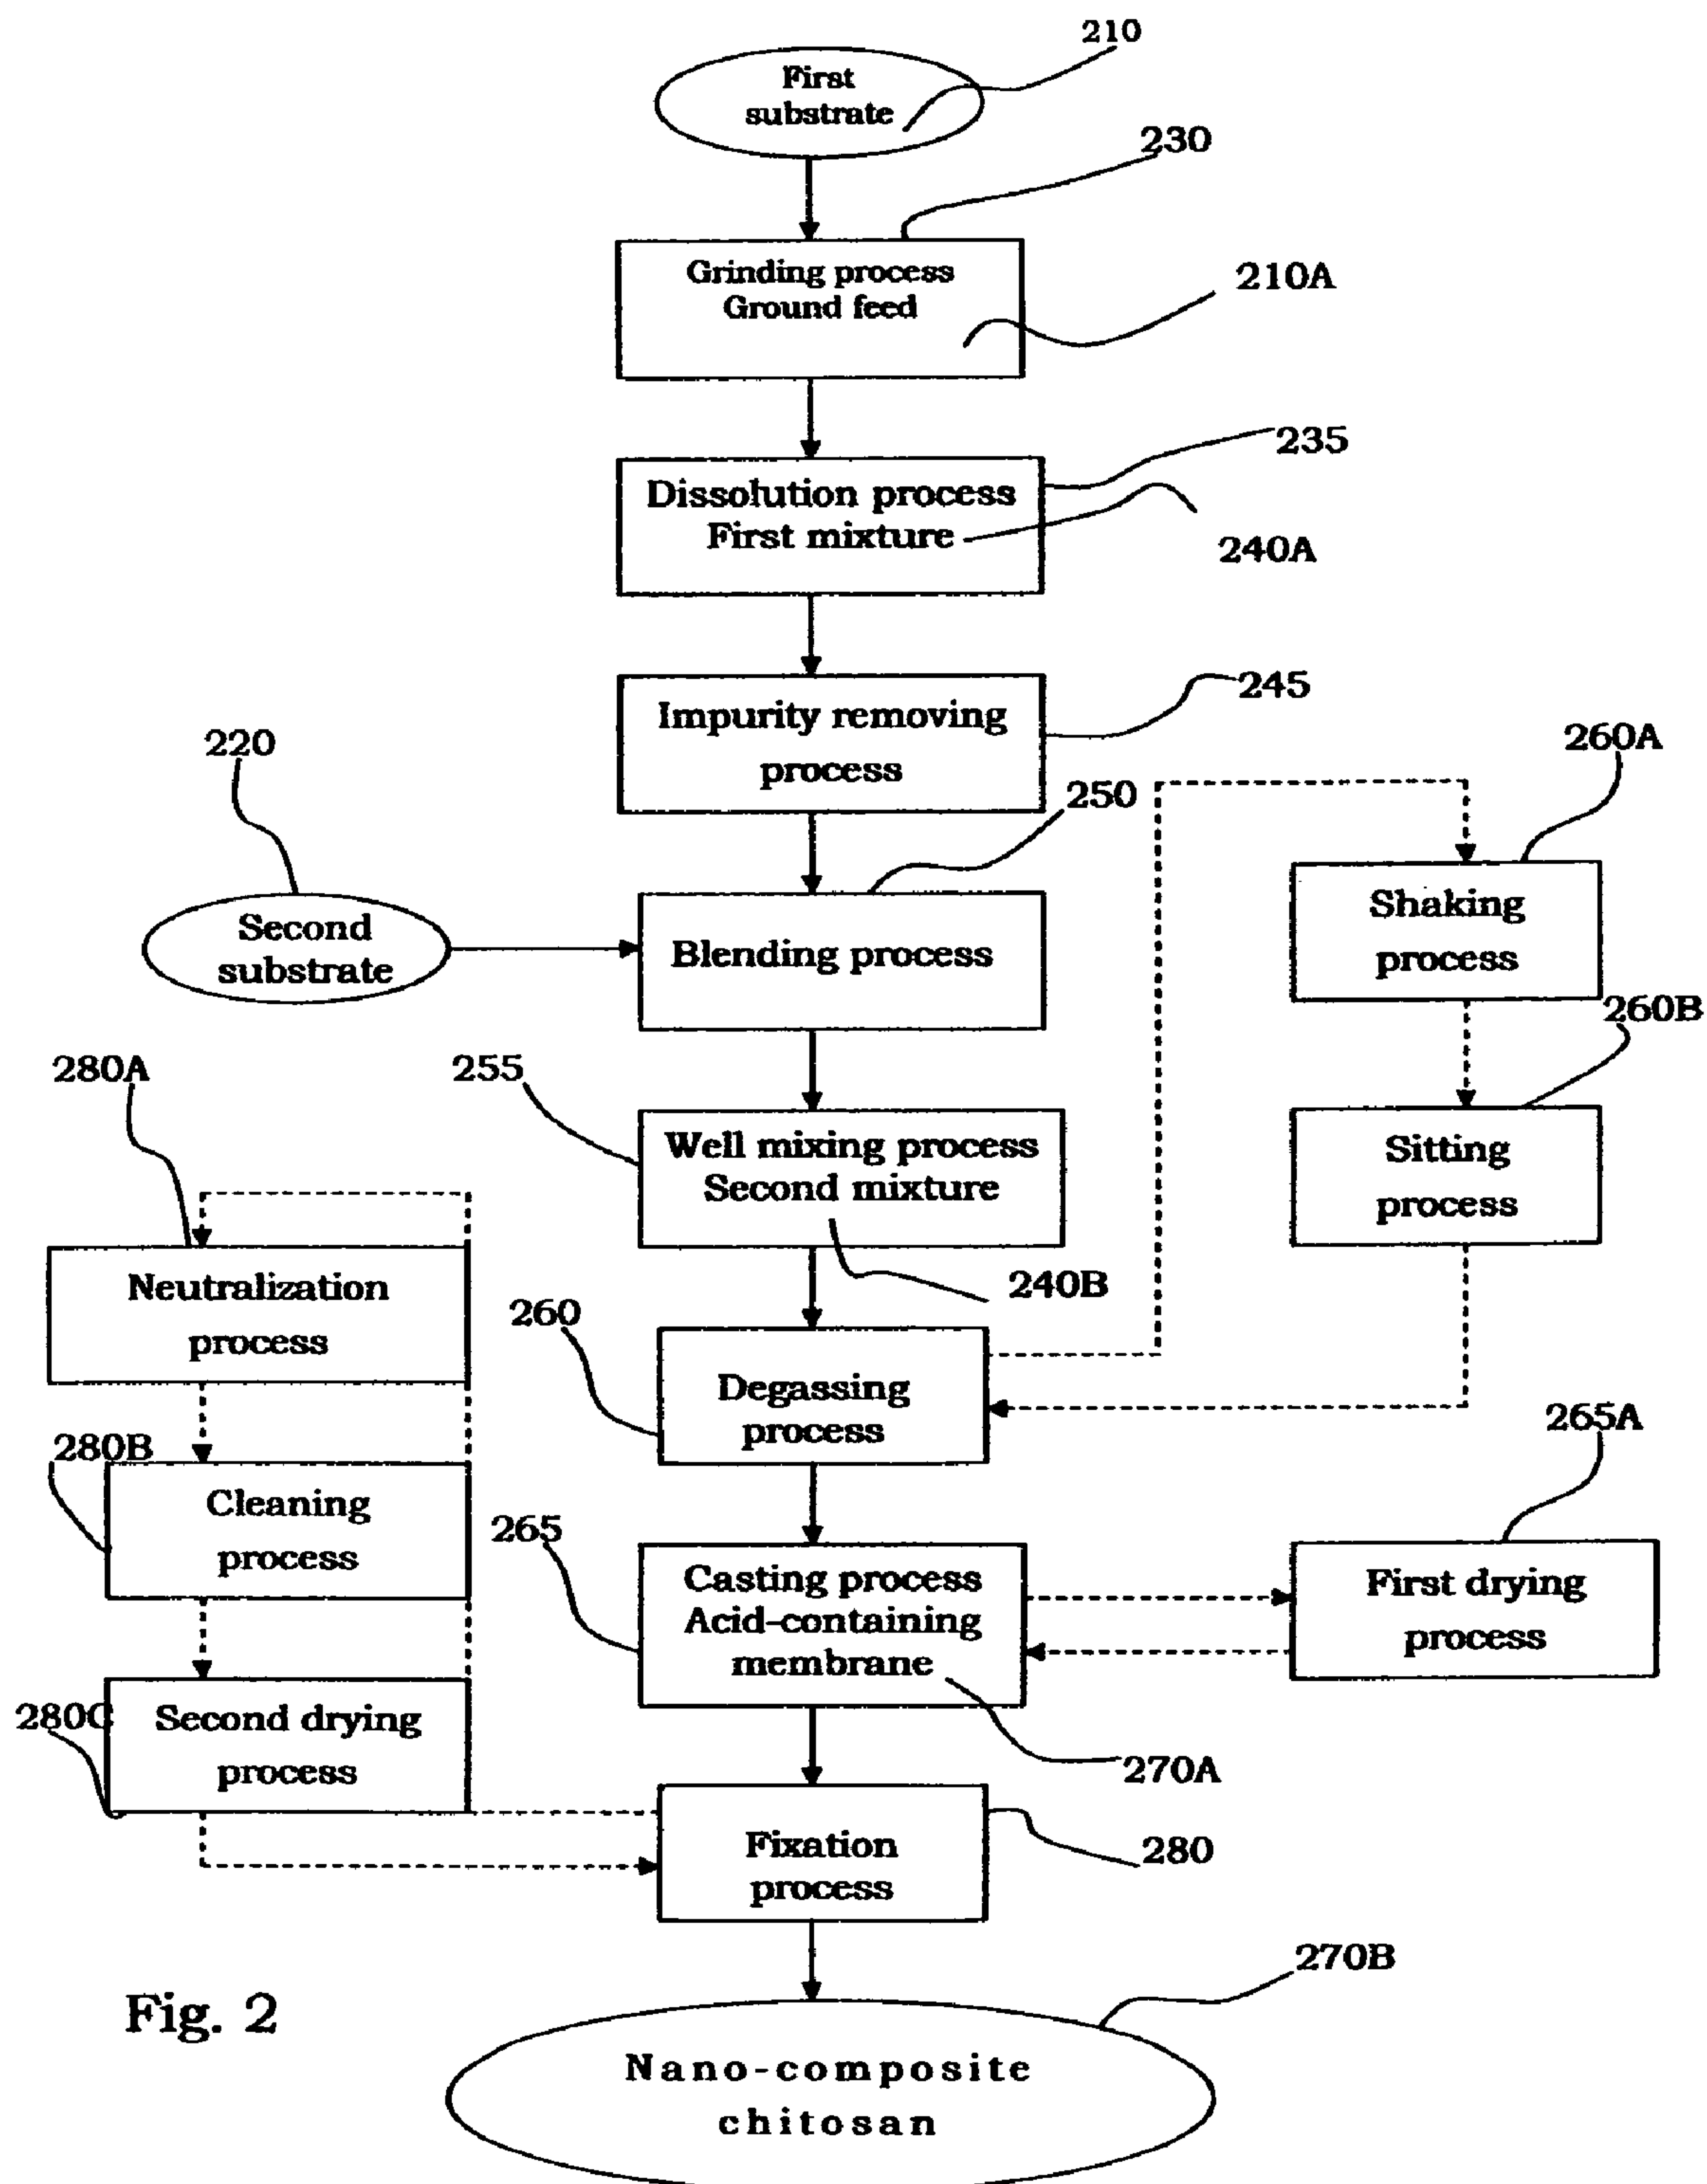 210
First
substrate
230
Grinding process
Ground feed
210A
235
Dissolution process
First mixture
240A
245
Impurity removing
process
220
260A
250
Second
substrate
Blending process
Shaking
process
260B
280A
255
Well mixing process
Second mixture
Sitting
process
240B
Neutralization
process
260
Degassing
process
265A
280B
Cleaning
process
265
Casting process
Acid-containing
membrane
First drying
process
280C
Second drying
process
270A
Fixation
process
280
270B
Fig. 2
Nano-composite
chitosan